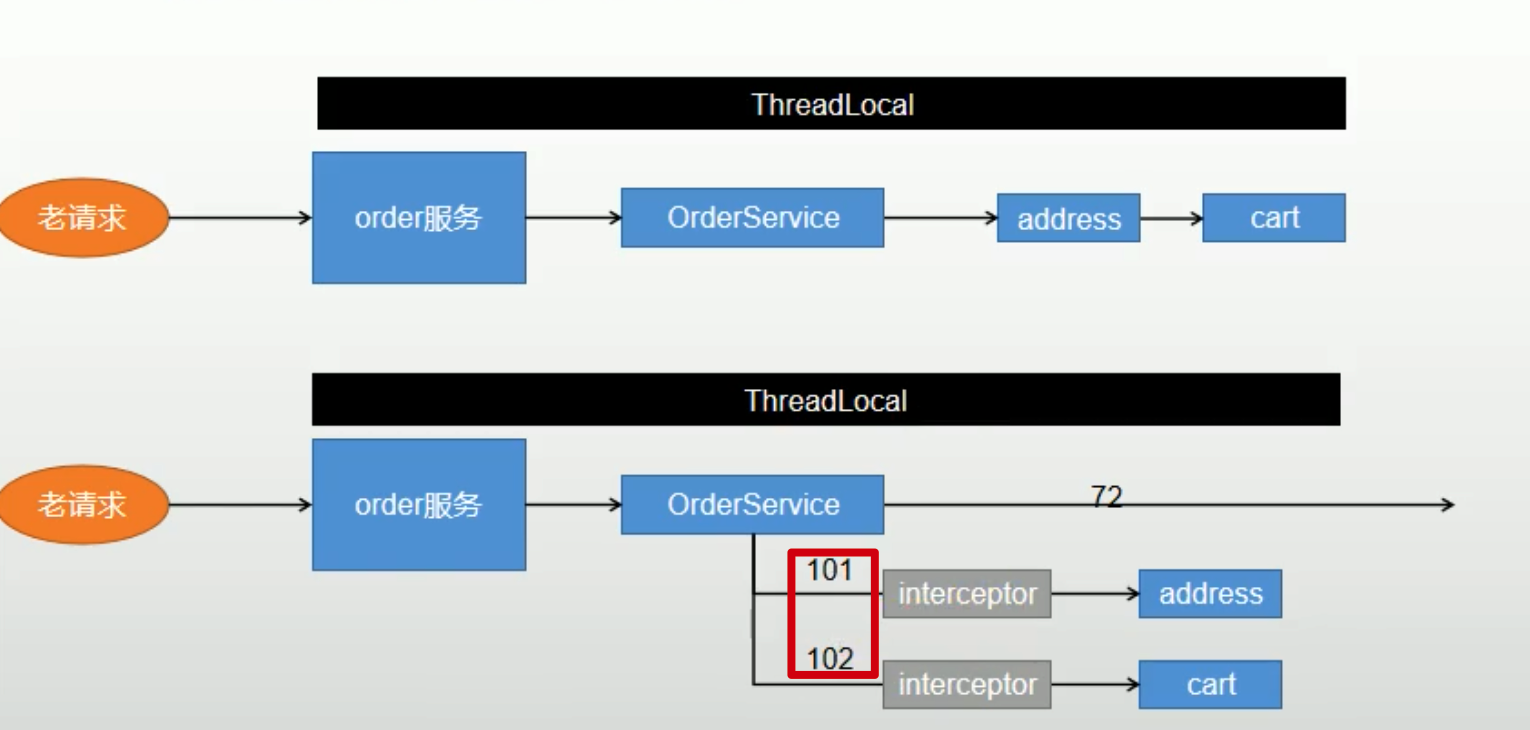 ThreadLocal
老请求
order服务
OrderService
address
cart
ThreadLocal
老请求
order服务
OrderService
72
101
interceptor
address
102
interceptor
cart